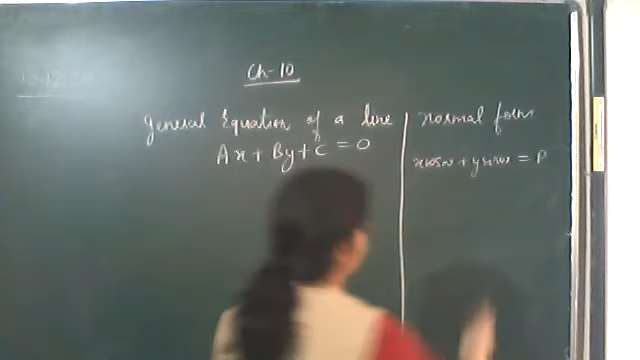 Ch-10
General Equation of a line
Ax + By + C = 0
normal form
x cos ω + y sin ω = P